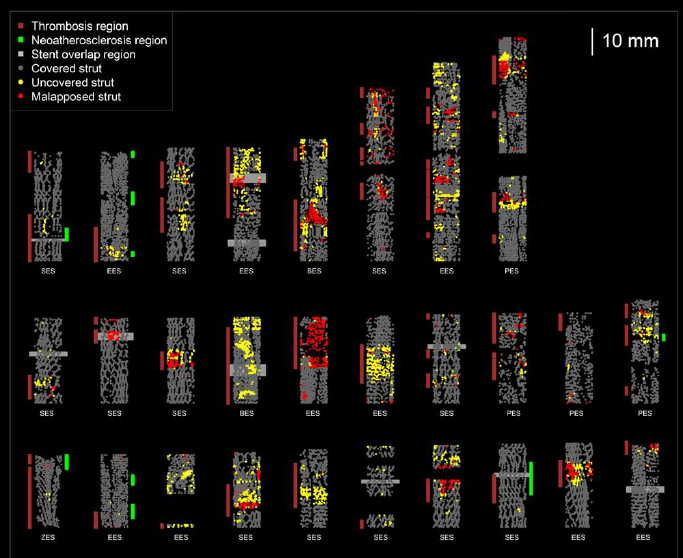 Thrombosis region
Neoatherosclerosis region
Stent overlap region
Covered strut
Uncovered strut
Malapposed strut
10 mm
SES EES SES EES BES SES EES PES
SES SES SES BES EES EES SES PES PES PES
ZES EES EES SES SES SES SES SES EES EES